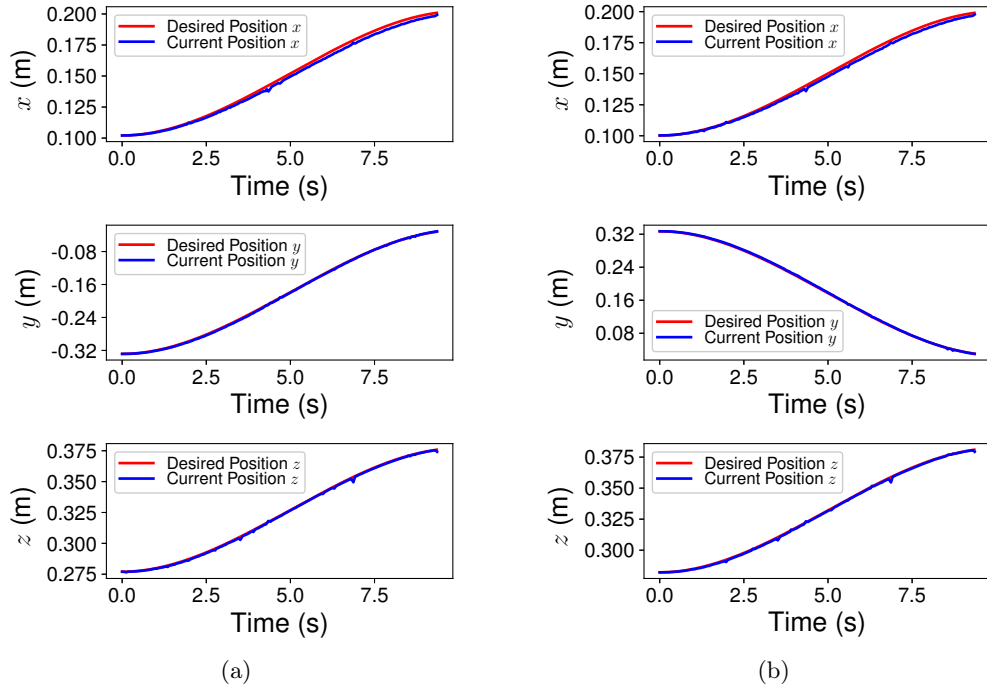 0.200
0.175
0.150
0.125
0.100
x (m)
Desired Position x
Current Position x
0.0 2.5 5.0 7.5
Time (s)
-0.08
-0.16
-0.24
-0.32
y (m)
Desired Position y
Current Position y
0.0 2.5 5.0 7.5
Time (s)
0.375
0.350
0.325
0.300
0.275
z (m)
Desired Position z
Current Position z
0.0 2.5 5.0 7.5
Time (s)
(a)
0.200
0.175
0.150
0.125
0.100
x (m)
Desired Position x
Current Position x
0.0 2.5 5.0 7.5
Time (s)
0.32
0.24
0.16
0.08
y (m)
Desired Position y
Current Position y
0.0 2.5 5.0 7.5
Time (s)
0.375
0.350
0.325
0.300
z (m)
Desired Position z
Current Position z
0.0 2.5 5.0 7.5
Time (s)
(b)